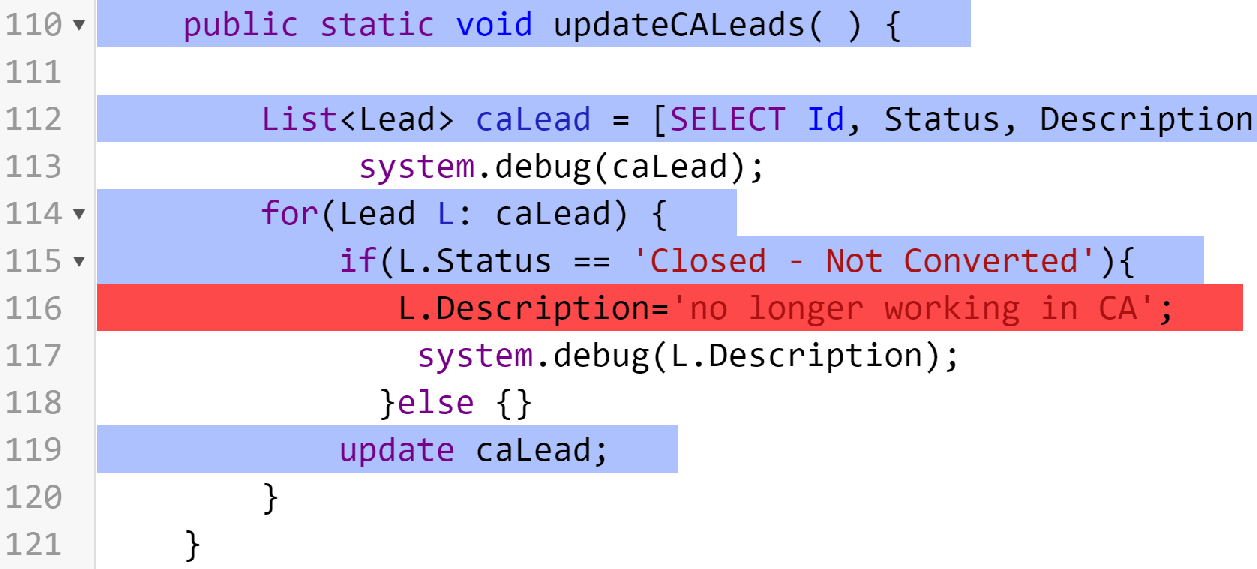 110 public static void updateCALeads( ) {
111
112 List<Lead> caLead = [SELECT Id, Status, Description
113 system.debug(caLead);
114 for(Lead L: caLead) {
115 if(L.Status == 'Closed - Not Converted'){
116 L.Description='no longer working in CA';
117 system.debug(L.Description);
118 }else {}
119 update caLead;
120 }
121 }